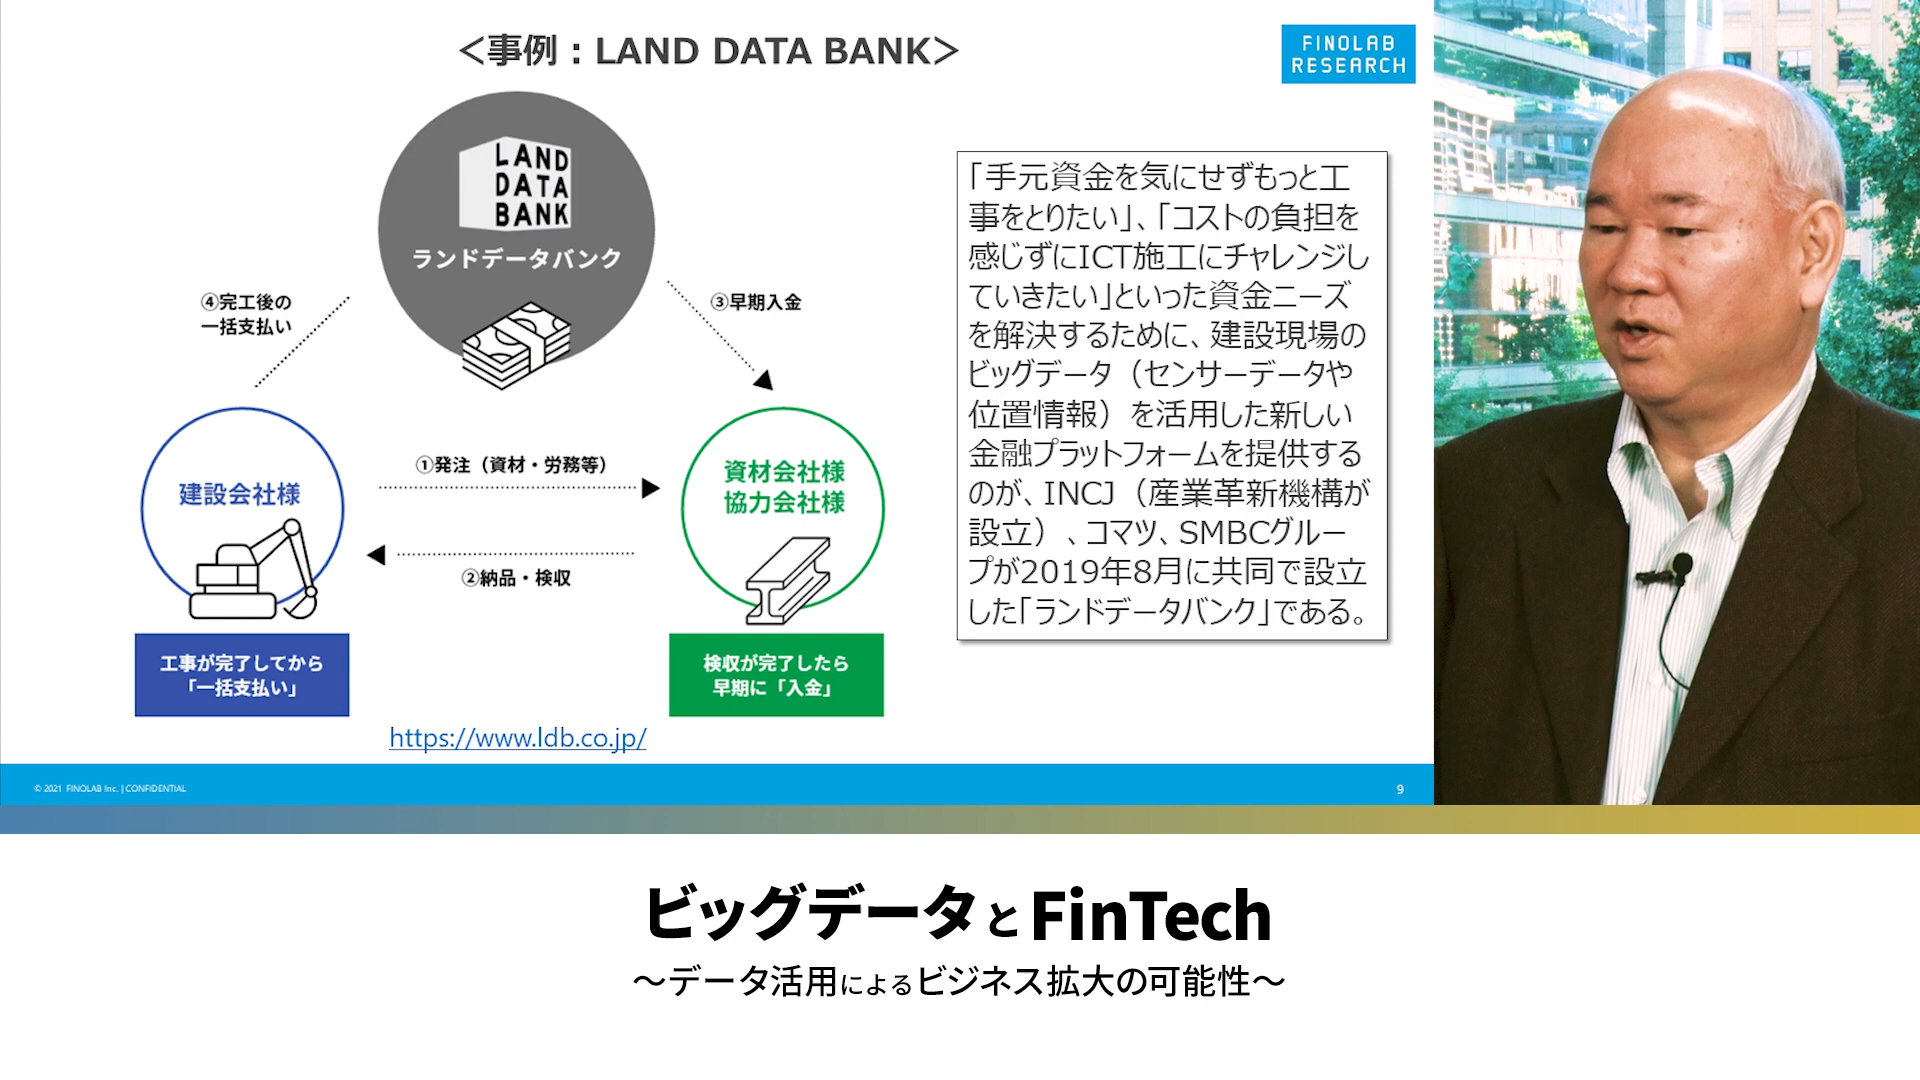 ＜事例：LAND DATA BANK＞
FINOLAB
RESEARCH
LAND
DATA
BANK
ランドデータバンク
④完工後の
一括支払い
③早期入金
①発注（資材・労務等）
②納品・検収
建設会社様
資材会社様
協力会社様
工事が完了してから
「一括支払い」
検収が完了したら
早期に「入金」
https://www.ldb.co.jp/
「手元資金を気にせずもっと工
事をとりたい」、「コストの負担を
感じずにICT施工にチャレンジし
ていきたい」といった資金ニーズ
を解決するために、建設現場の
ビッグデータ（センサーデータや
位置情報）を活用した新しい
金融プラットフォームを提供する
のが、INCJ（産業革新機構が
設立）、コマツ、SMBCグルー
プが2019年8月に共同で設立
した「ランドデータバンク」である。
© 2021 FINOLAB Inc. | CONFIDENTIAL
9
ビッグデータとFinTech
～データ活用によるビジネス拡大の可能性～